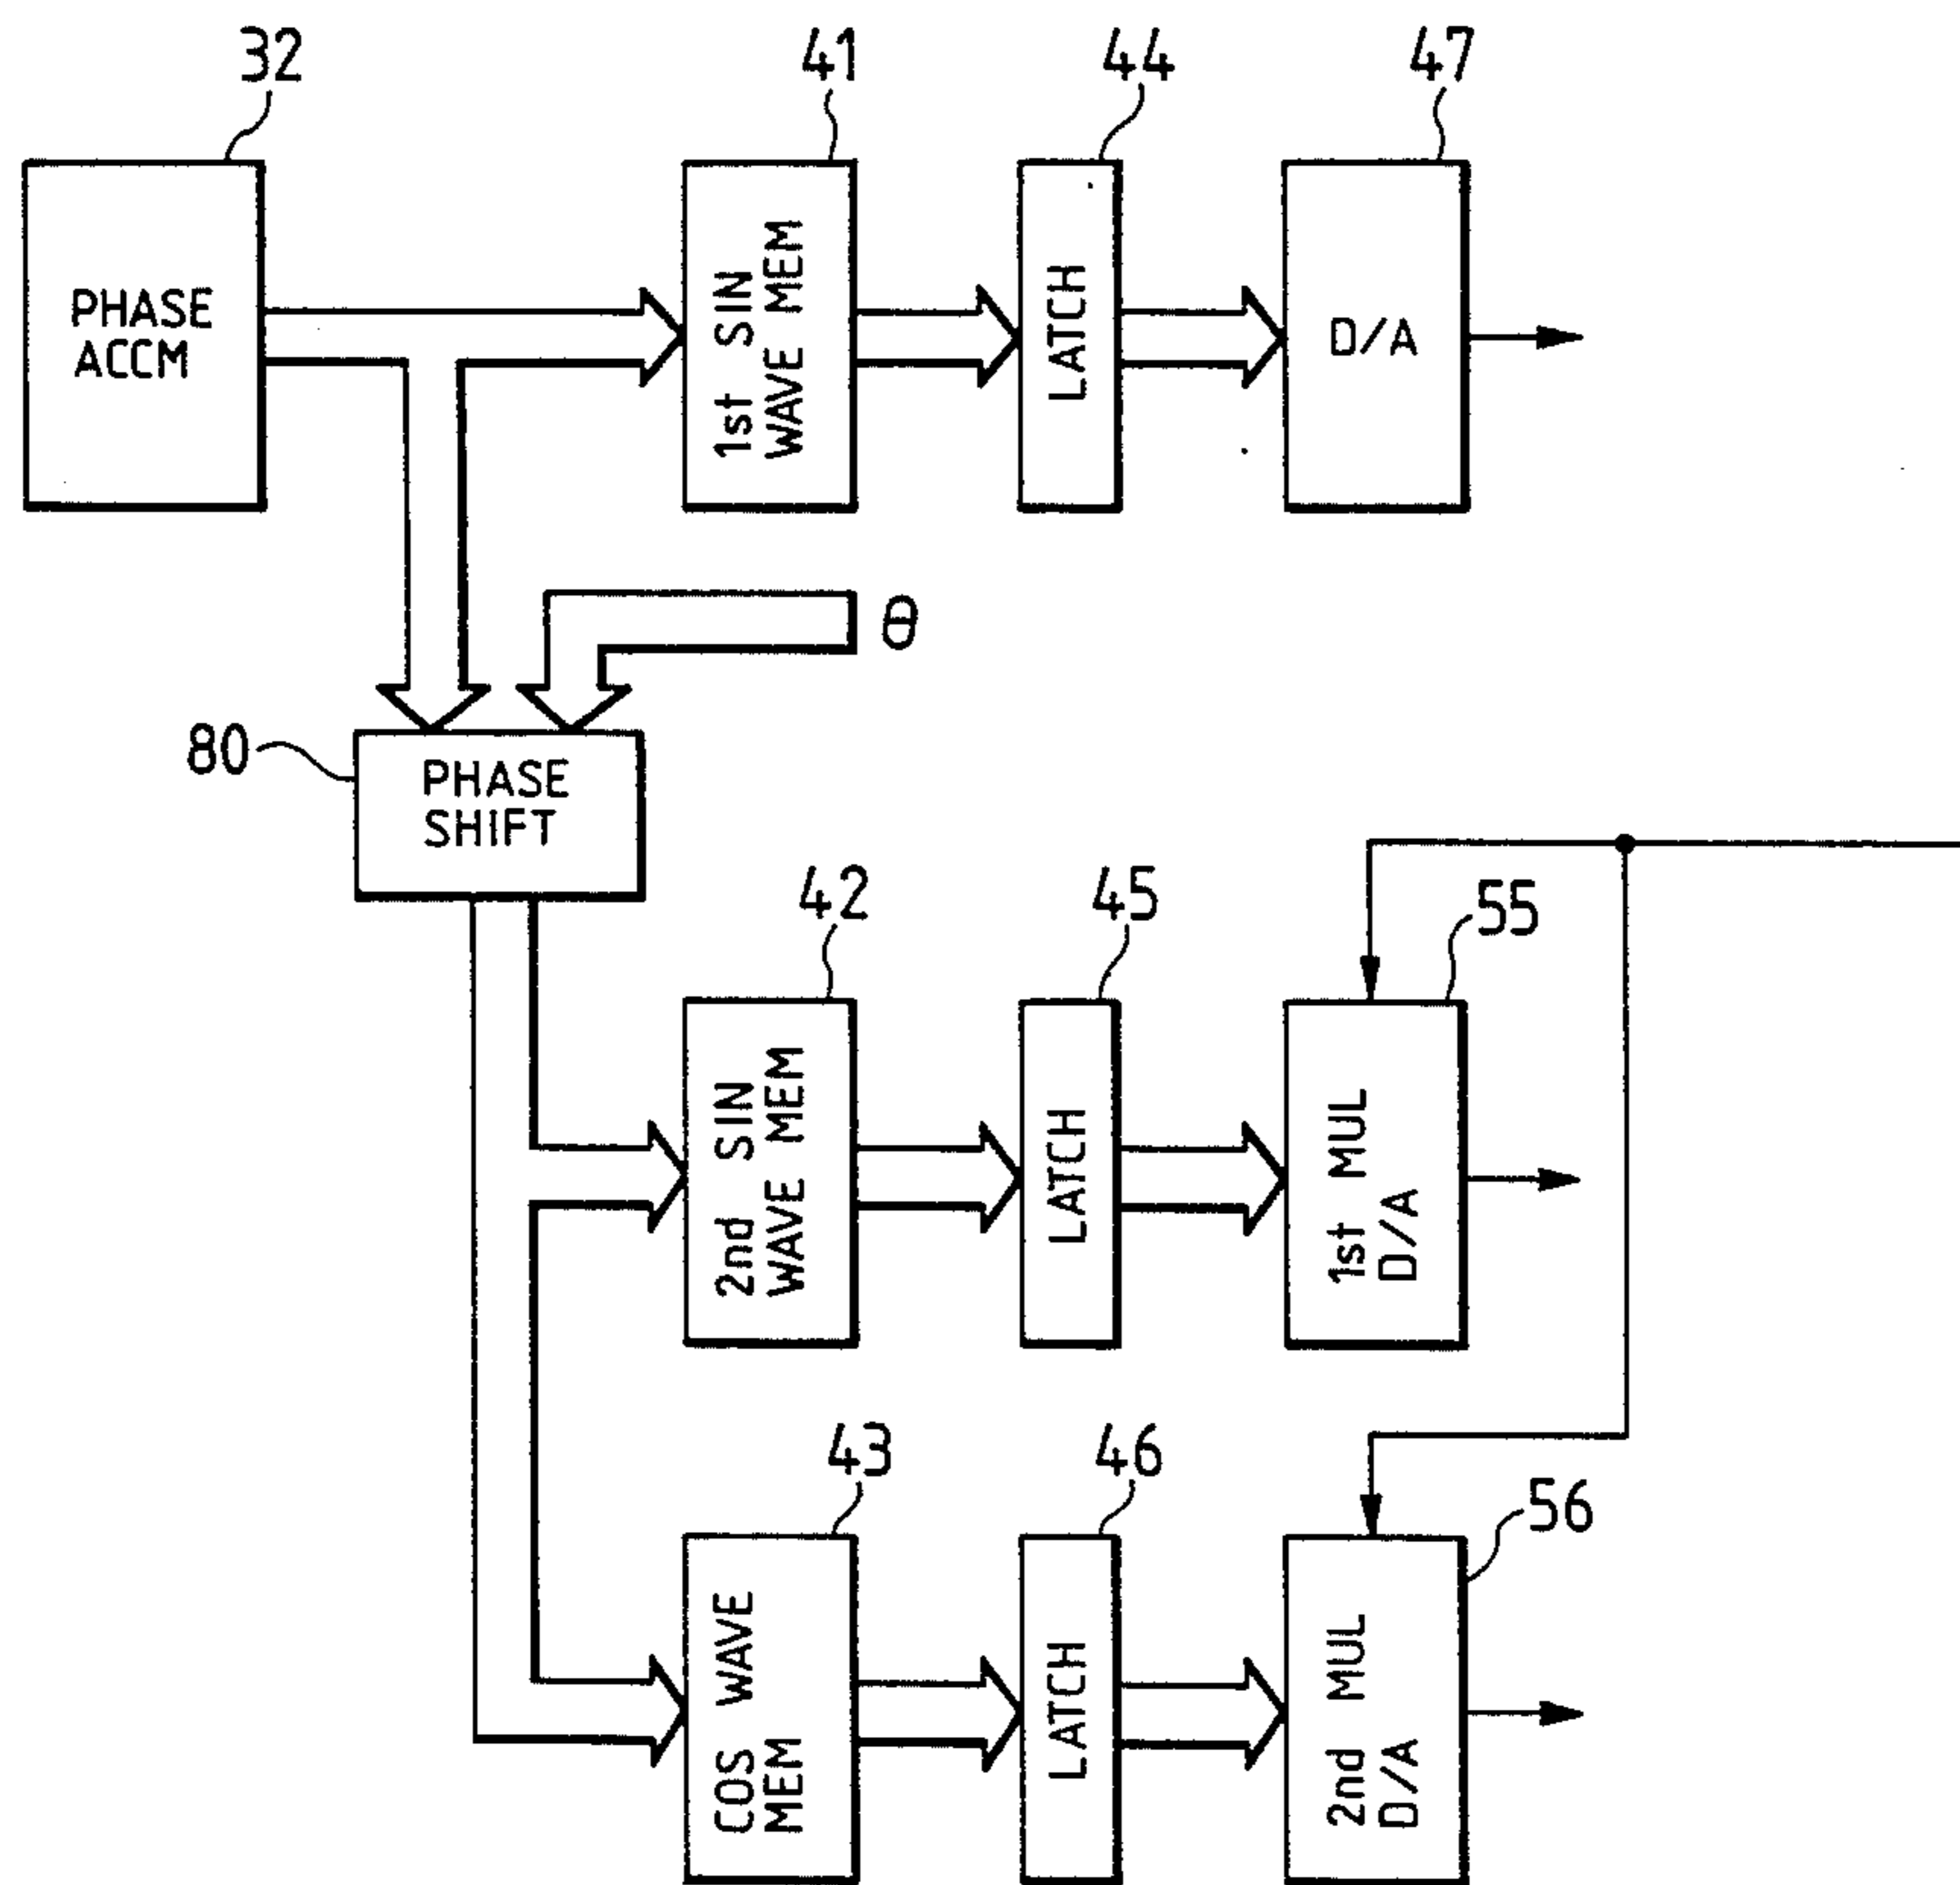 32
41
44
47
PHASE
ACCM
1st SIN
WAVE MEM
LATCH
D/A
θ
80
PHASE
SHIFT
42
45
55
2nd SIN
WAVE MEM
LATCH
1st MUL
D/A
43
46
56
COS WAVE
MEM
LATCH
2nd MUL
D/A